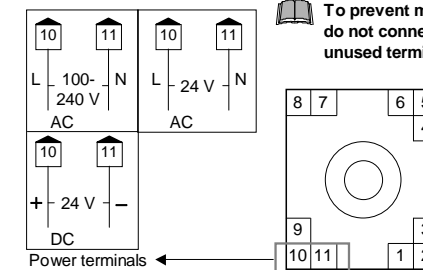 To prevent m
do not conne
unused termi
10 11 10 11
L 100-240 V N L 24 V N
AC AC
10 11
+ 24 V –
DC
Power terminals
8 7 6 5
4
9 3
10 11 1 2